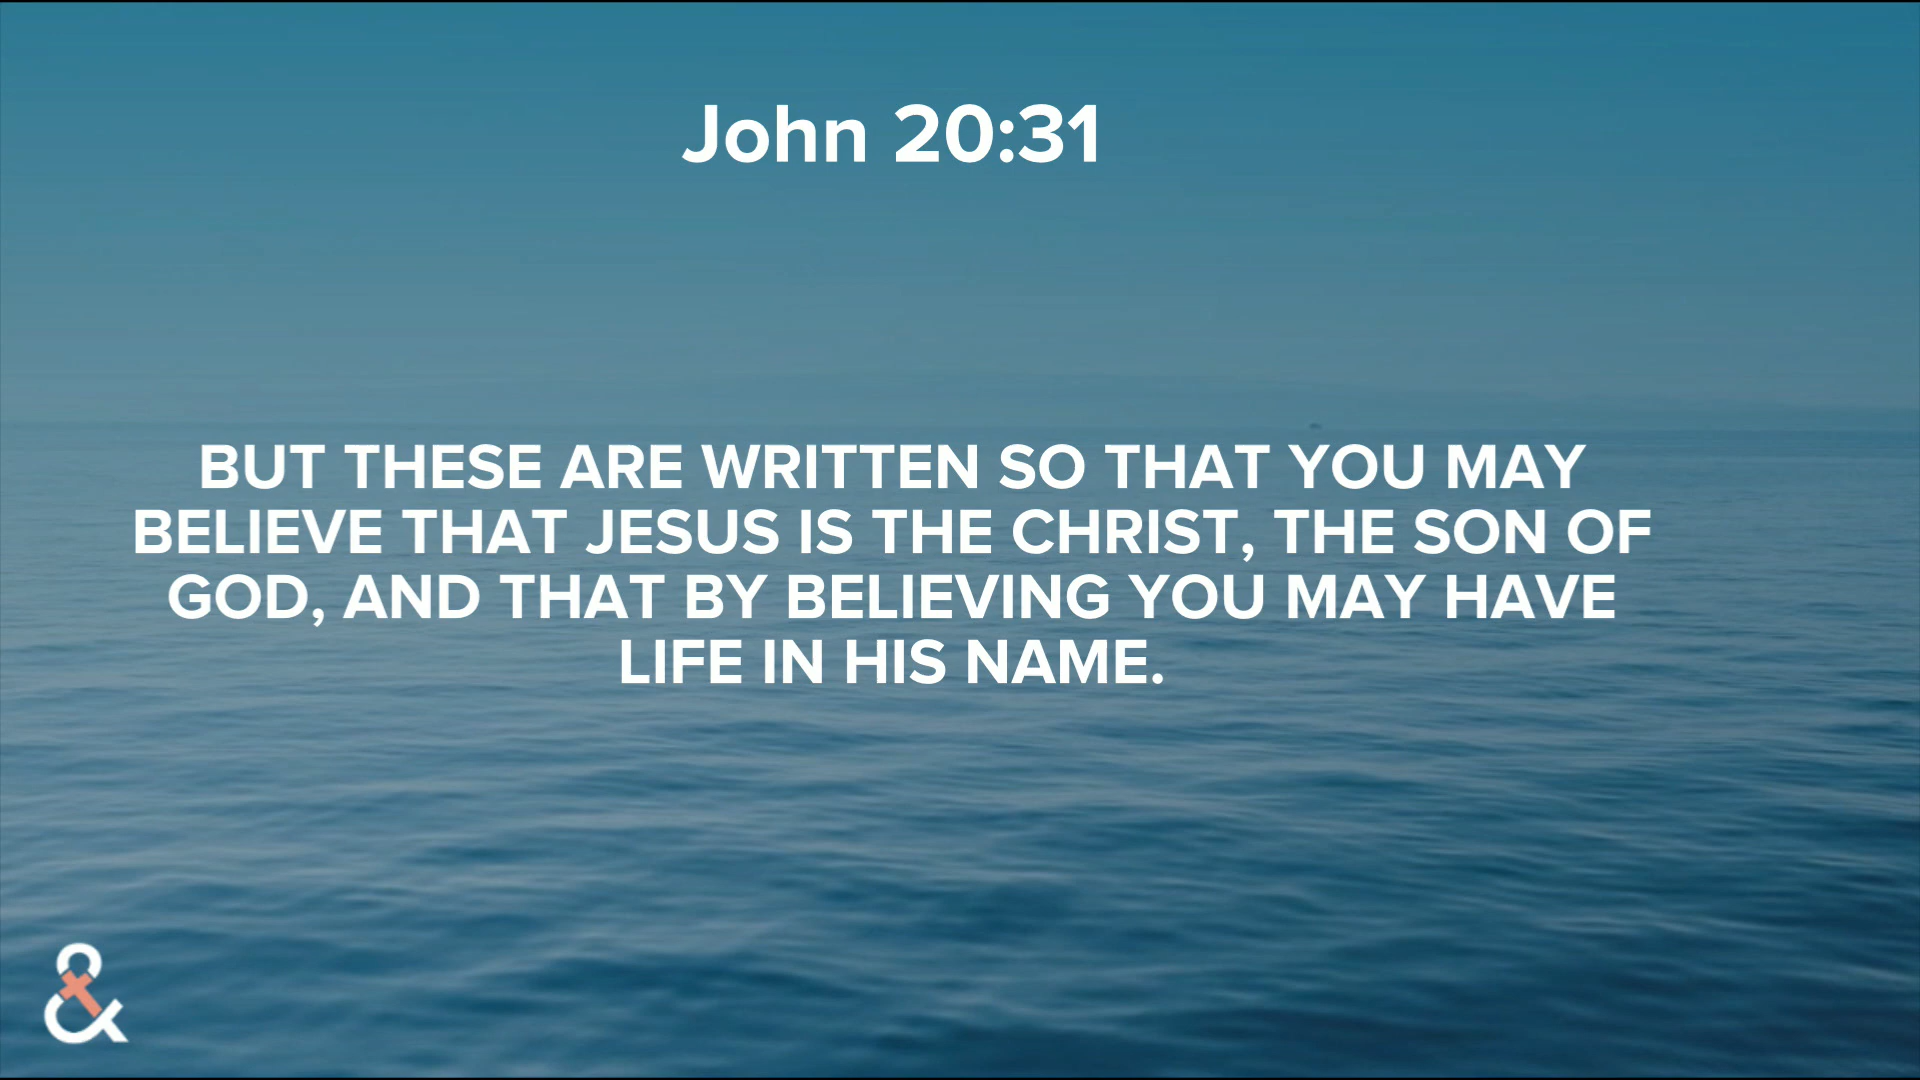 John 20:31
BUT THESE ARE WRITTEN SO THAT YOU MAY
BELIEVE THAT JESUS IS THE CHRIST, THE SON OF
GOD, AND THAT BY BELIEVING YOU MAY HAVE
LIFE IN HIS NAME.
&